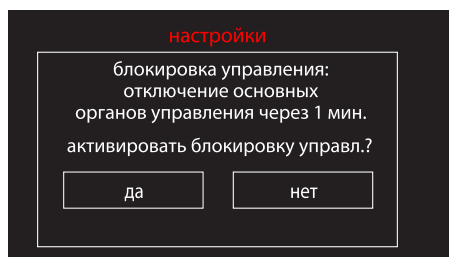 настройки
блокировка управления:
отключение основных
органов управления через 1 мин.
активировать блокировку управл.?
да
нет